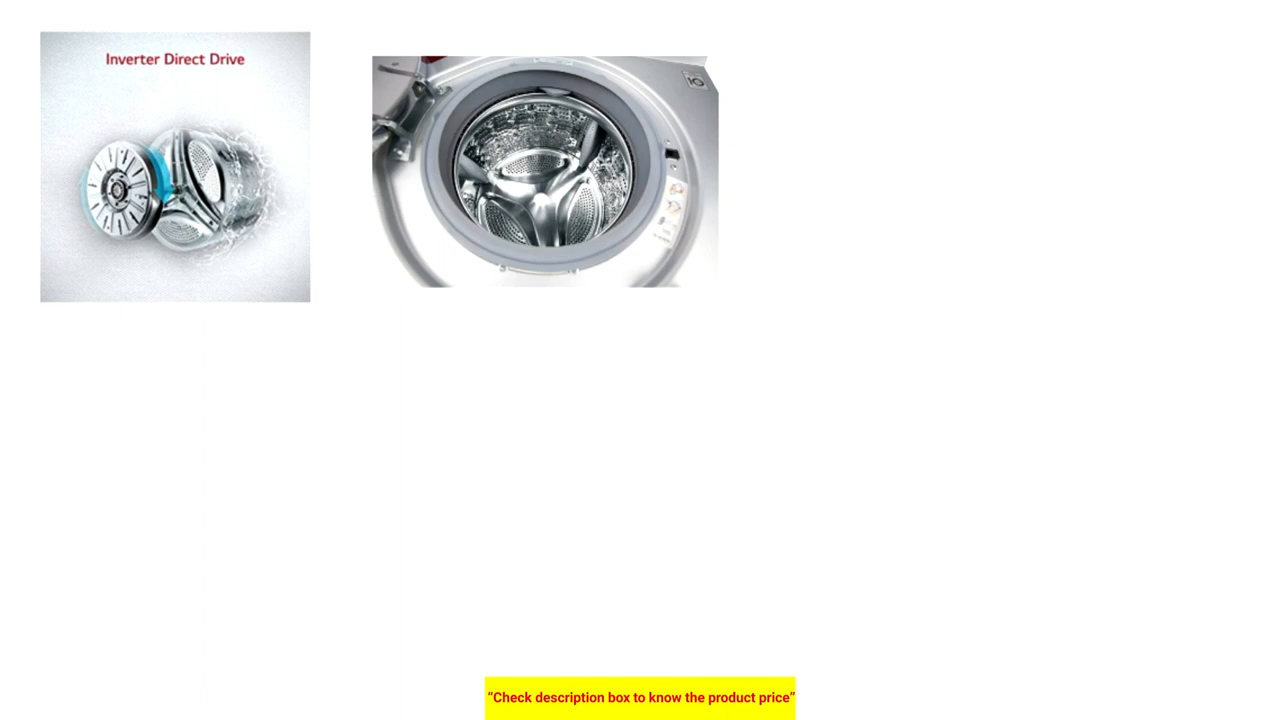 Inverter Direct Drive
“Check description box to know the product price”